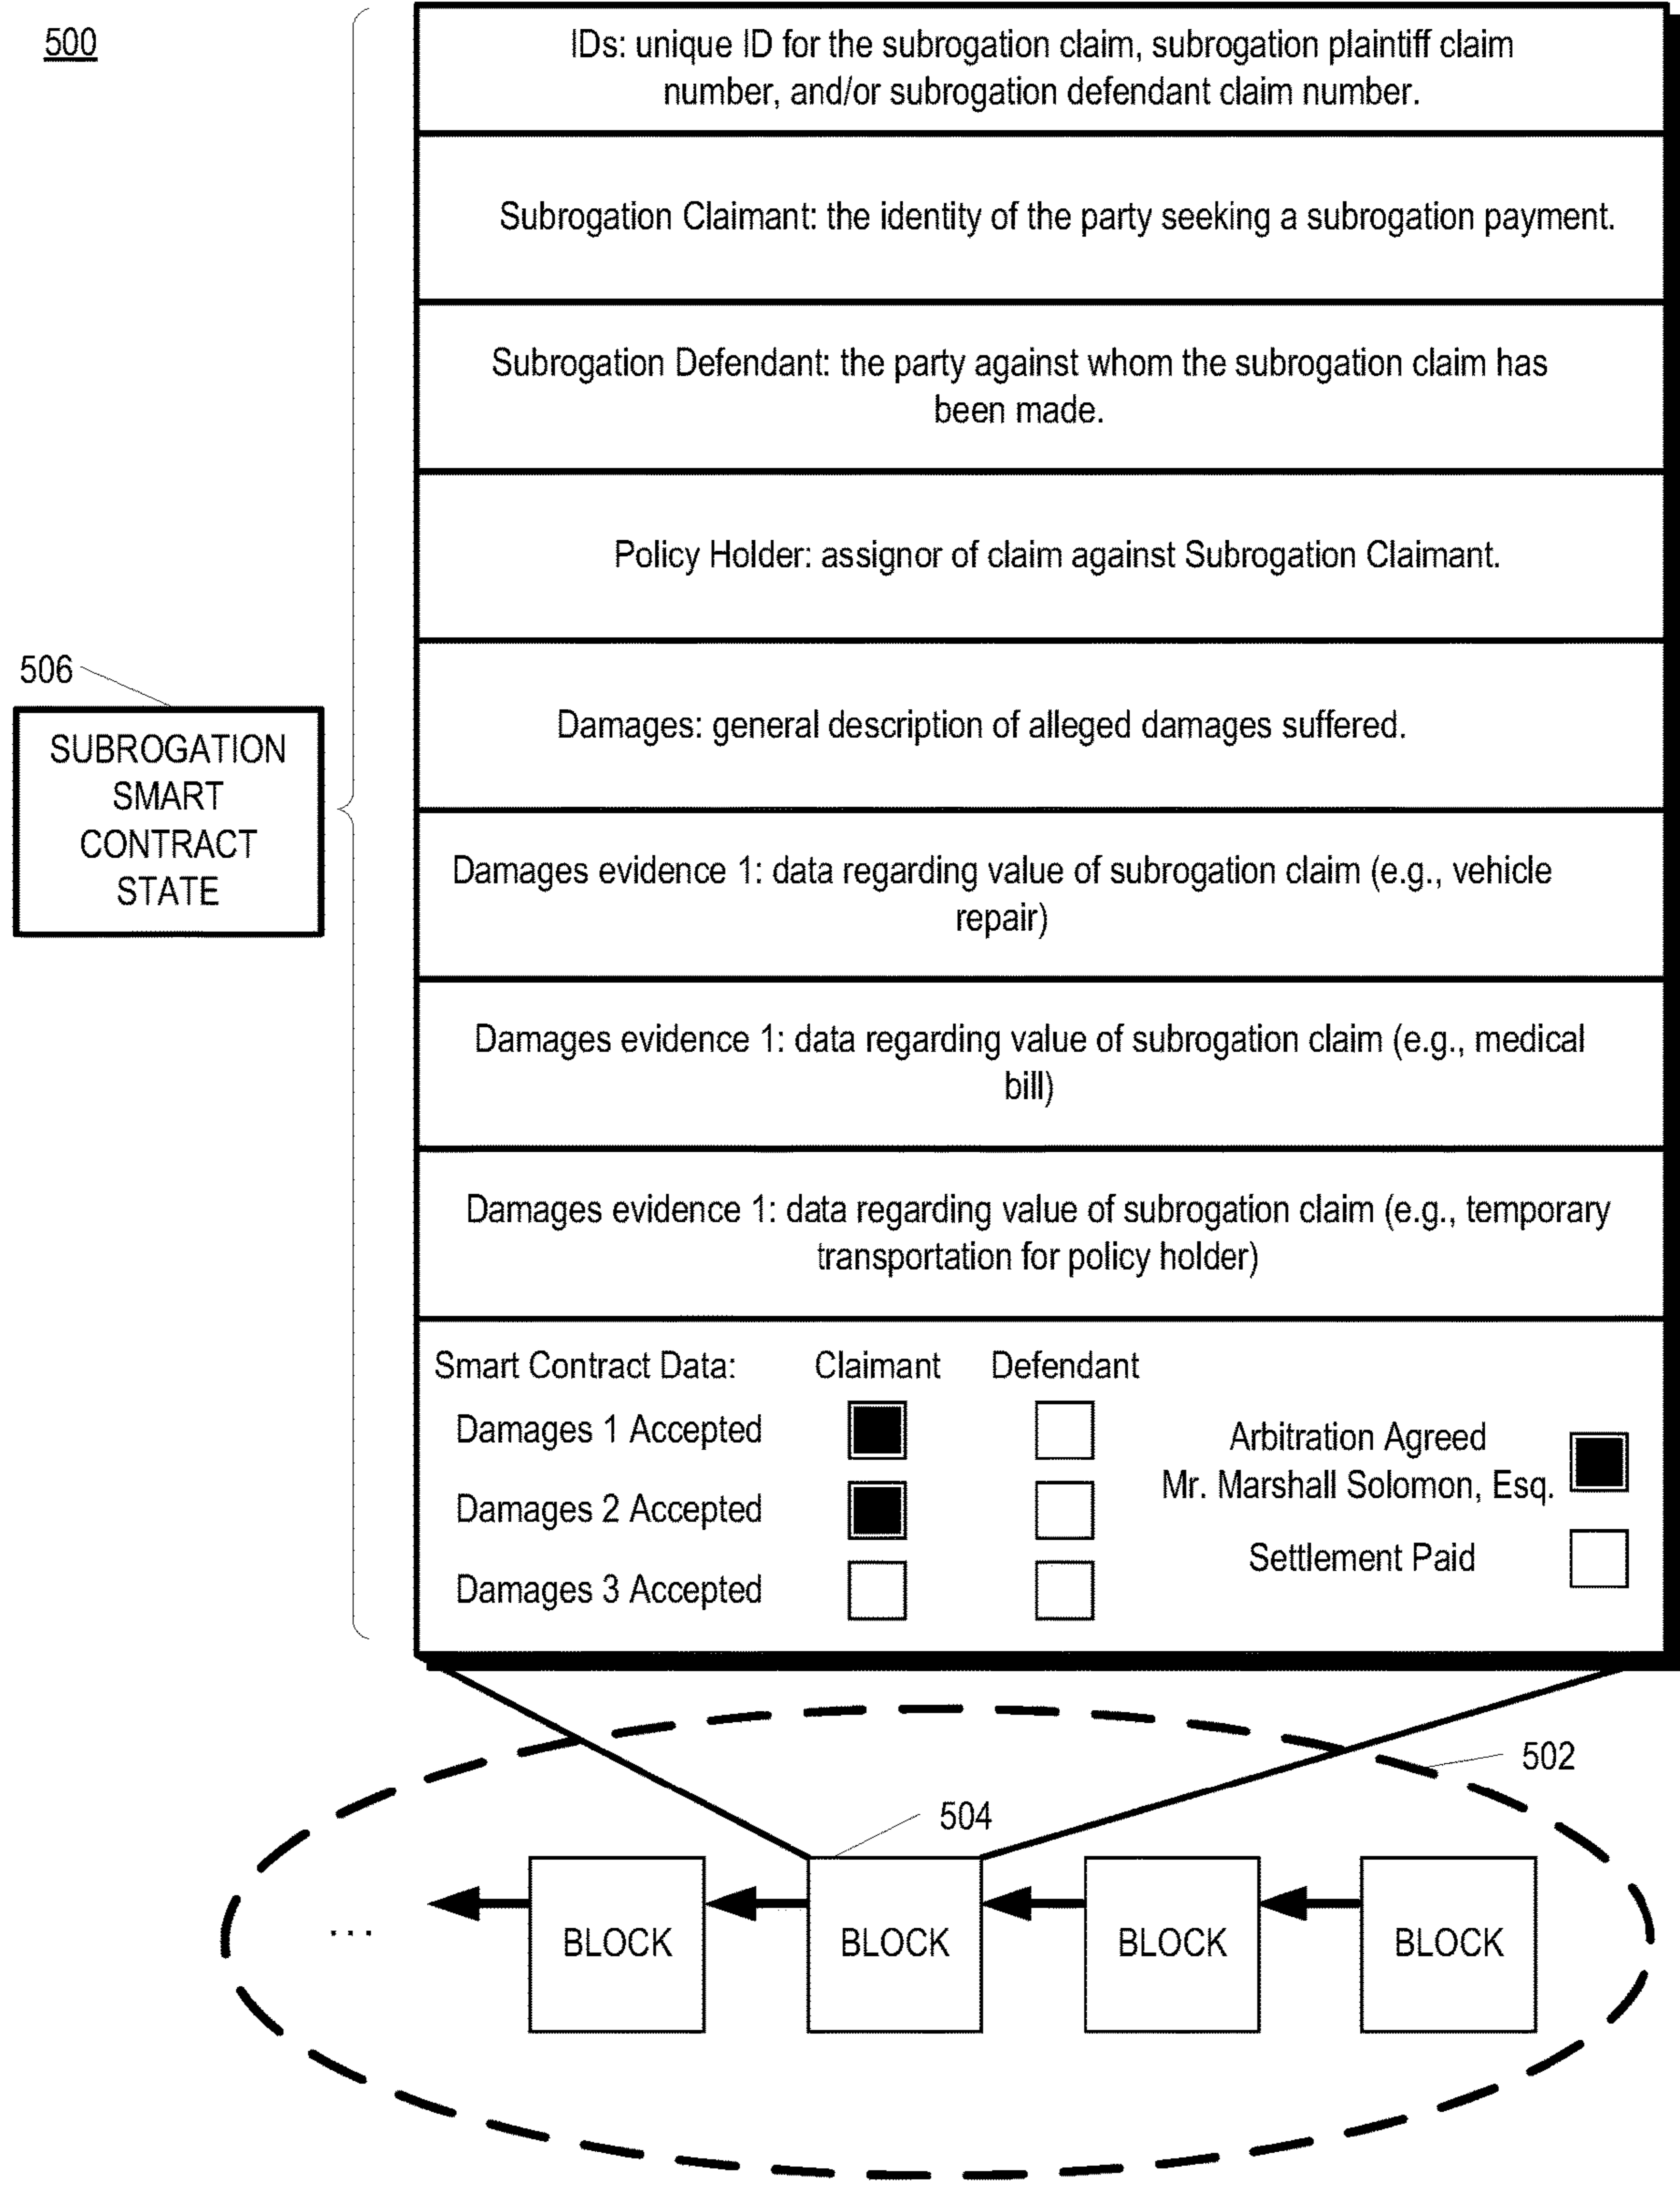 500
IDs: unique ID for the subrogation claim, subrogation plaintiff claim
number, and/or subrogation defendant claim number.
Subrogation Claimant: the identity of the party seeking a subrogation payment.
Subrogation Defendant: the party against whom the subrogation claim has
been made.
Policy Holder: assignor of claim against Subrogation Claimant.
506
SUBROGATION
SMART
CONTRACT
STATE
Damages: general description of alleged damages suffered.
Damages evidence 1: data regarding value of subrogation claim (e.g., vehicle
repair)
Damages evidence 1: data regarding value of subrogation claim (e.g., medical
bill)
Damages evidence 1: data regarding value of subrogation claim (e.g., temporary
transportation for policy holder)
Smart Contract Data: Claimant Defendant
Damages 1 Accepted
Damages 2 Accepted
Damages 3 Accepted
Arbitration Agreed
Mr. Marshall Solomon, Esq.
Settlement Paid
502
504
...
BLOCK
BLOCK
BLOCK
BLOCK